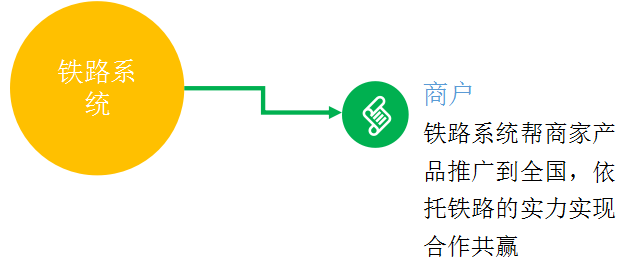 铁路系
统
商户
铁路系统帮商家产
品推广到全国，依
托铁路的实力实现
合作共赢